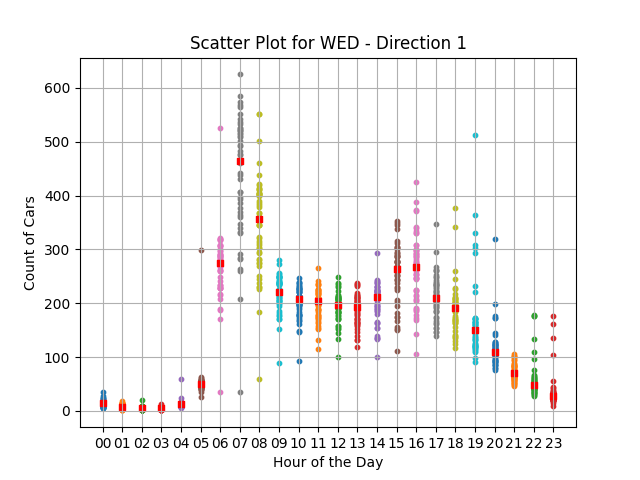 Scatter Plot for WED - Direction 1
600
500
400
300
200
100
0
Count of Cars
00 01 02 03 04 05 06 07 08 09 10 11 12 13 14 15 16 17 18 19 20 21 22 23
Hour of the Day